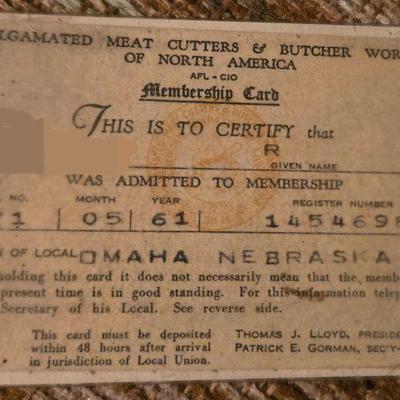 LGAMATED MEAT CUTTERS & BUTCHER WOR
OF NORTH AMERICA
AFL-CIO
Membership Card
THIS IS TO CERTIFY that
R
GIVEN NAME
WAS ADMITTED TO MEMBERSHIP
NO. MONTH YEAR REGISTER NUMBER
1 05 61 1454698
N OF LOCAL OMAHA NEBRASKA
holding this card it does not necessarily mean that the memb
present time is in good standing. For this information telep
Secretary of his Local. See reverse side.
This card must be deposited
within 48 hours after arrival
in jurisdiction of Local Union.
THOMAS J. LLOYD, PRESIDE
PATRICK E. GORMAN, SEC'Y-